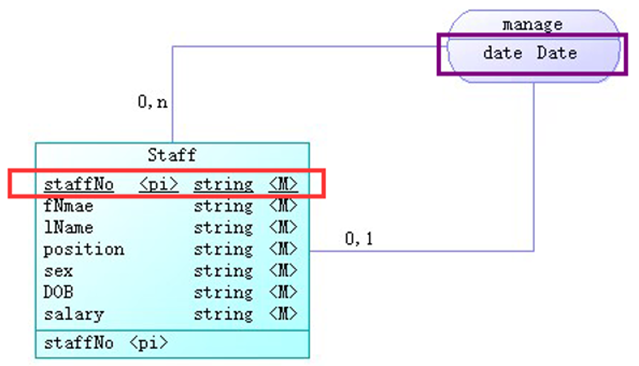 manage
date Date
0,n
Staff
staffNo <pi> string <M>
fNmae string <M>
lName string <M>
position string <M>
0,1
sex string <M>
DOB string <M>
salary string <M>
staffNo <pi>